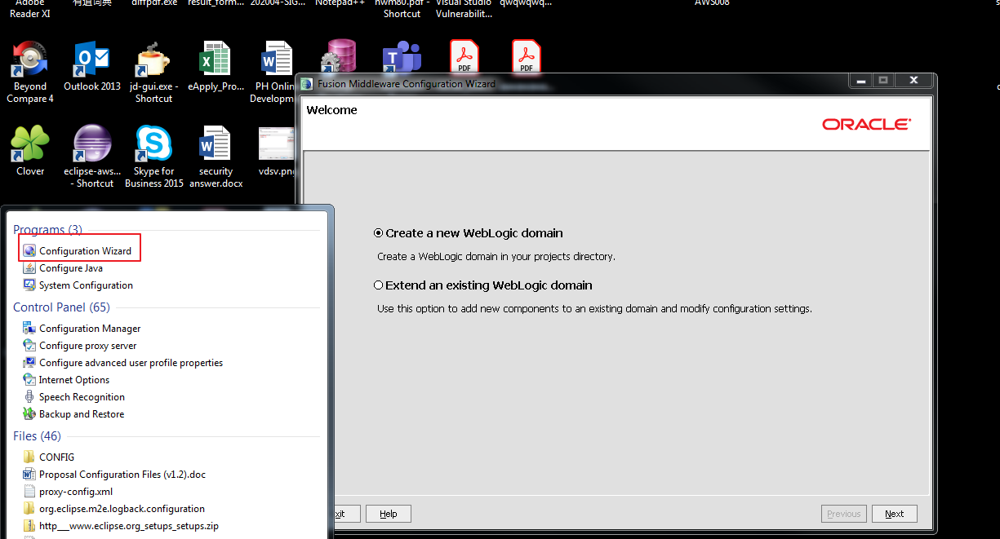 Adobe
Reader XI
有道词典
diffpdf.exe
result_form...
202004-SIG...
Notepad++
nwm80.pdf -
Shortcut
Visual Studio
Vulnerabilit...
qwqwqwq...
AWS008
Beyond
Compare 4
Outlook 2013
jd-gui.exe -
Shortcut
eApply_Pro...
PH Onlin
Developm
PDF
PDF
Clover
eclipse-aws...
- Shortcut
Skype for
Business 2015
security
answer.docx
vdsv.png
Fusion Middleware Configuration Wizard
Welcome
ORACLE
Create a new WebLogic domain
Create a WebLogic domain in your projects directory.
Extend an existing WebLogic domain
Use this option to add new components to an existing domain and modify configuration settings.
Help
Previous
Next
Programs (3)
Configuration Wizard
Configure Java
System Configuration
Control Panel (65)
Configuration Manager
Configure proxy server
Configure advanced user profile properties
Internet Options
Speech Recognition
Backup and Restore
Files (46)
CONFIG
Proposal Configuration Files (v1.2).doc
proxy-config.xml
org.eclipse.m2e.logback.configuration
http___www.eclipse.org_setups_setups.zip